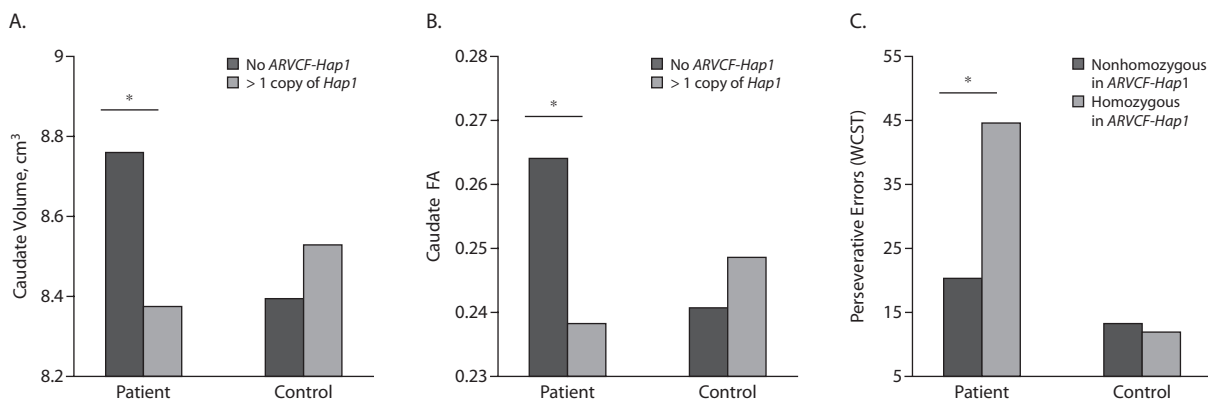 A.
Caudate Volume, cm³
9
8.8
8.6
8.4
8.2
No ARVCF-Hap1
> 1 copy of Hap1
*
Patient
Control
B.
Caudate FA
0.28
0.27
0.26
0.25
0.24
0.23
No ARVCF-Hap1
> 1 copy of Hap1
*
Patient
Control
C.
Perseverative Errors (WCST)
55
45
35
25
15
5
Nonhomozygous
in ARVCF-Hap1
Homozygous
in ARVCF-Hap1
*
Patient
Control